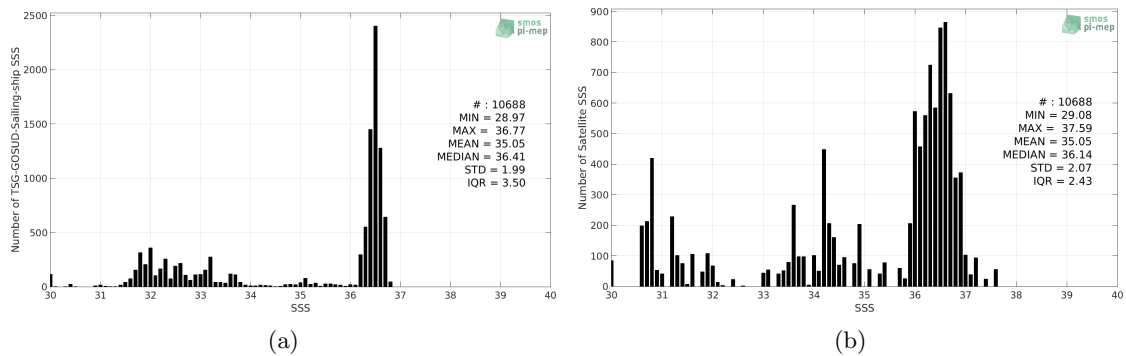 2500
2000
1500
1000
500
0
30 31 32 33 34 35 36 37 38 39 40
SSS
Number of TSG-GOSUD-Sailing-ship SSS
smos
pi-mep
# : 10688
MIN = 28.97
MAX = 36.77
MEAN = 35.05
MEDIAN = 36.41
STD = 1.99
IQR = 3.50
(a)
900
800
700
600
500
400
300
200
100
0
30 31 32 33 34 35 36 37 38 39 40
SSS
Number of Satellite SSS
smos
pi-mep
# : 10688
MIN = 29.08
MAX = 37.59
MEAN = 35.05
MEDIAN = 36.14
STD = 2.07
IQR = 2.43
(b)